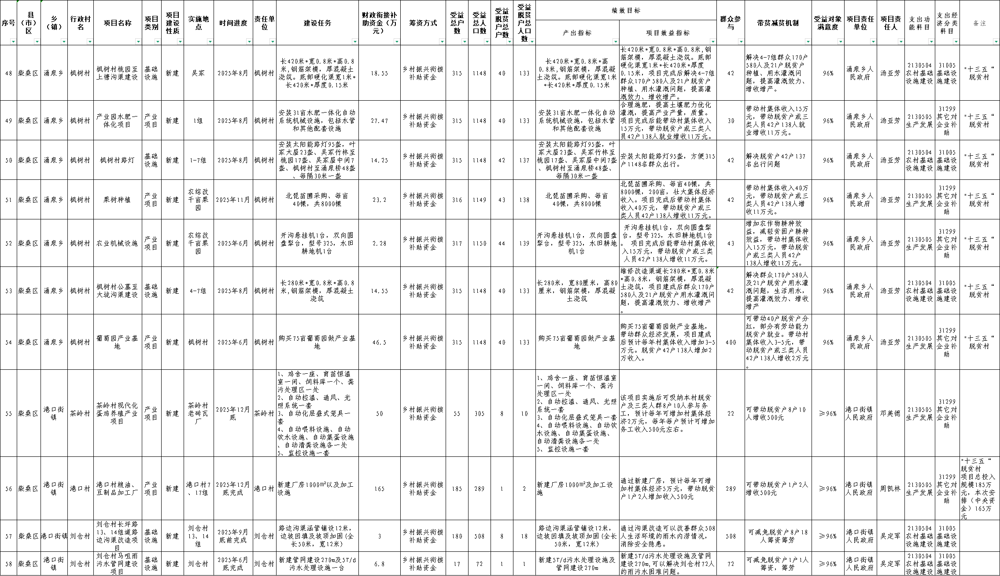 序号
县
（市）
区
乡
（镇）
行政村
名
项目名称
项目
类别
项目
建设
性质
实施地
点
时间进度
责任单
位
建设任务
财政衔接补
助资金（万
元）
筹资方式
受益
总户
数
受益
总人
口数
受益
脱贫
户总
户数
受益
脱贫
户总
人口
数
绩效目标
产出指标
项目效益指标
群众参
与
带贫减贫机制
受益对象
满意度
项目责任
单位
项目责
任人
支出功
能科目
支出经
济分类
科目
备注
48
柴桑区
涌泉乡
枫树村
枫树村桃园至
上塘沟渠建设
基础
设施
新建
吴家
2025年8月
枫树村
长420米*宽0.8米*高0.8
米,钢筋架模，厚混凝土
浇筑。底部硬化渠宽1米*
长420米*厚度0.15米
18.55
乡村振兴衔接
补助资金
315
1148
40
133
长420米*宽0.8米*高
0.8米,钢筋架模，厚混凝
土浇筑。底部硬化渠宽1米
*长420米*厚度0.15米
长420米*宽0.8米*高0.8米,钢
筋架模，厚混凝土浇筑。底部
硬化渠宽1米*长420米*厚度
0.15米，项目完成后解决4-7组
群众170户580人及21户脱贫户
种植、用水灌溉问题，提高灌
溉效力、增收增产。
42
解决4-7组群众170户
580人及21户脱贫户
种植、用水灌溉问
题，提高灌溉效力、
增收增产。
96%
涌泉乡人
民政府
汤亚芳
2130504
农村基础
设施建设
31005
基础设
施建设
"十三五“
脱贫村
49
柴桑区
涌泉乡
枫树村
产业园水肥一
体化项目
产业
项目
新建
1组
2025年8月
枫树村
安装31亩水肥一体化自动
系统机械设施，包括水管
和其他配套设施
27.47
乡村振兴衔接
补助资金
315
1148
40
133
安装31亩水肥一体化自动
系统机械设施，包括水管
和其他配套设施
合理施肥，提高土壤肥力优化
灌溉，提高产业产量，质量。
项目完成后能带动村集体收入
15万元，带动脱贫户或三类人
员42户138人就业增收11万元。
30
带动村集体收入15万
元，带动脱贫户或三
类人员42户138人就
业增收11万元。
96%
涌泉乡人
民政府
汤亚芳
2130505
生产发展
31299
其它对
企业补
助
"十三五“
脱贫村
50
柴桑区
涌泉乡
枫树村
枫树村路灯
基础
设施
新建
1-7组
2025年8月
枫树村
安装太阳能路灯95盏，叶
家大屋23盏、吴家竹林至
桃园17盏、吴家屋中间7
盏、枫树村至涌泉桥48盏
、每隔30米一盏
14.25
乡村振兴衔接
补助资金
315
1148
42
137
安装太阳能路灯95盏，叶
家大屋23盏、吴家竹林至
桃园17盏、吴家屋中间7盏
、枫树村至涌泉桥48盏、
每隔30米一盏
安装太阳能路灯95盏，方便315
户1148名群众出行。
42
解决脱贫户42户137
名出行问题
96%
涌泉乡人
民政府
汤亚芳
2130504
农村基础
设施建设
31005
基础设
施建设
"十三五“
脱贫村
51
柴桑区
涌泉乡
枫树村
果树种植
产业
项目
新建
农综改
千亩果
园
2025年11月
枫树村
北琵苗圃采购、每亩
40棵，共8000棵
23.2
乡村振兴衔接
补助资金
316
1149
43
138
北琵苗圃采购、每亩
40棵，共8000棵
北琵苗圃采购、每亩40棵，共
8000棵，200亩，壮大集体经济
收入。项目完成后带动村集体
收入40万元，带动脱贫户或三
类人员42户138人增收11万元。
42
带动村集体收入40万
元，带动脱贫户或三
类人员42户138人增
收11万元。
96%
涌泉乡人
民政府
汤亚芳
2130505
生产发展
31299
其它对
企业补
助
"十三五“
脱贫村
52
柴桑区
涌泉乡
枫树村
农业机械设施
产业
项目
新建
农综改
千亩果
园
2025年6月
枫树村
开沟悬挂机1台，双向圆
盘犁台，型号325，水田
耕地机1台
2.28
乡村振兴衔接
补助资金
317
1150
44
139
开沟悬挂机1台，双向圆盘
犁台，型号325，水田耕地
机1台
开沟悬挂机1台，双向圆盘犁
台，型号325，水田耕地机1台
。项目完成后能带动村集体收
入15万元，带动脱贫户或三类
人员42户138人增收11万元。
43
增加农作物耕种效
益，减轻贫困户耕种
效益，带动村集体收
入15万元，带动脱贫
户或三类人员42户
138人增收11万元。
96%
涌泉乡人
民政府
汤亚芳
2130505
生产发展
31299
其它对
企业补
助
"十三五“
脱贫村
53
柴桑区
涌泉乡
枫树村
枫树村公墓至
大垅沟渠建设
基础
设施
新建
4-7组
2025年8月
枫树村
长280米*宽0.8米*高0.8
米,钢筋架模，厚混凝土
浇筑
14.55
乡村振兴衔接
补助资金
315
1148
40
133
长280米，宽80厘米，高80
厘米，钢筋架模，厚混凝
土浇筑
维修改造渠道长280米*宽0.8米
*高0.8米，钢筋架模，厚混凝
土浇筑，项目建成后群众170户
580人及21户脱贫户用水灌溉问
题，提高灌溉效力、增收增产
。
42
解决群众170户580人
及21户脱贫户用水灌
溉问题，生活用水，
提高灌溉效力、增收
增产
96%
涌泉乡人
民政府
汤亚芳
2130504
农村基础
设施建设
31005
基础设
施建设
"十三五“
脱贫村
54
柴桑区
涌泉乡
枫树村
葡萄园产业基
地
产业
项目
新建
枫树村
2025年6月
枫树村
购买75亩葡萄园做产业基
地
46.5
乡村振兴衔接
补助资金
315
1148
40
133
购买75亩葡萄园做产业基
地
购买75亩葡萄园做产业基地，
带动群众经济发展，项目建成
后预计每年村集体收入增加3-5
万元。脱贫户42户138人增加2
万收入。
400
可带动40户脱贫户分
红，部分有劳动能力
脱贫户就业。带动村
集体收入3-5元，带
动脱贫户或三类人员
42户138人增收2万元
。
96%
涌泉乡人
民政府
汤亚芳
2130505
生产发展
31299
其它对
企业补
助
"十三五“
脱贫村
55
柴桑区
港口街
镇
茶岭村
茶岭村现代化
蛋鸡养殖产业
项目
产业
项目
新建
茶岭村
老砖瓦
厂
2025年12月
底
茶岭村
1、鸡舍一座、育苗恒温
室一间、饲料库一个、粪
污处理区一处
2、自动控温、通风、光
照系统一套
3、自动化层叠式笼具一
套
4、自动喂料设施、自动
饮水设施、自动集蛋设施
、自动清粪设施各一处
5、监控设施一套
50
乡村振兴衔接
补助资金
55
305
8
10
1、鸡舍一座、育苗恒温室
一间、饲料库一个、粪污
处理区一处
2、自动控温、通风、光照
系统一套
3、自动化层叠式笼具一套
4、自动喂料设施、自动饮
水设施、自动集蛋设施、
自动清粪设施各一处
5、监控设施一套
该项目实施后可吸纳本村脱贫
户及三类人群8户10人参与务
工，预计每年可增加村集体经
济2万元，每年每户预计可增加
务工收入500元左右。
22
可带动脱贫户8户10
人增收500元
≥96%
港口街镇
人民政府
邓美德
2130505
生产发展
31299
其它对
企业补
助
56
柴桑区
港口街
镇
港口村
港口村粮油、
豆制品加工厂
产业
项目
新建
港口村7
、17组
2025年12月
底完成
港口村
新建厂房1000㎡以及加工
设施
165
乡村振兴衔接
补助资金
185
289
1
2
新建厂房1000㎡及加工设
施
通过新建厂房，预计每年可增
加村集体经济5万元，带动脱贫
户1户2人增加收入500元
289
可带动脱贫户1户2人
增收500元
≥96%
港口街镇
人民政府
周凯林
2130505
生产发展
31299
其它对
企业补
助
"十三五“
脱贫村
项目总投入
规模185万
元，本次安
排（中央资
金）165万
元
57
柴桑区
港口街镇
刘仓村
刘仓村长坪路
13、14组道路
边沟渠改造项
目
基础
设施
新建
刘仓村
13、14
组
2025年9月
底前完成
刘仓村
路边沟渠涵管铺设12米，
边坡回填及坡顶加固(全
长50米，宽12米)
3
乡村振兴衔接
补助资金
180
508
8
18
路边沟渠涵管铺设12米，
边坡回填及坡顶加固(全长
50米，宽12米)
通过沟渠改造可以改善群众508
人生活环境的雨水内涝情况，
消除安全隐患。
508
可减免脱贫户8户18
人筹资筹劳
≥96%
港口街镇
人民政府
吴定军
2130504
农村基础
设施建设
31005
基础设
施建设
58
柴桑区
港口街
镇
刘仓村
刘仓村马咀雨
污水管网建设
项目
基础
设施
新建
刘仓村
2025年6月
底完成
刘仓村
新建管网建设270m及5T/d
污水处理设施一台
6.8
乡村振兴衔接
补助资金
17
72
1
1
新建5T/d污水处理设施及
管网建设270m
新建5T/d污水处理设施及管网
建设270m,可以解决刘仓村72人
的雨污水困难问题。
72
可减免脱贫户1户1人
筹资，筹劳
≥96%
港口街镇
人民政府
吴定军
2130504
农村基础
设施建设
31005
基础设
施建设